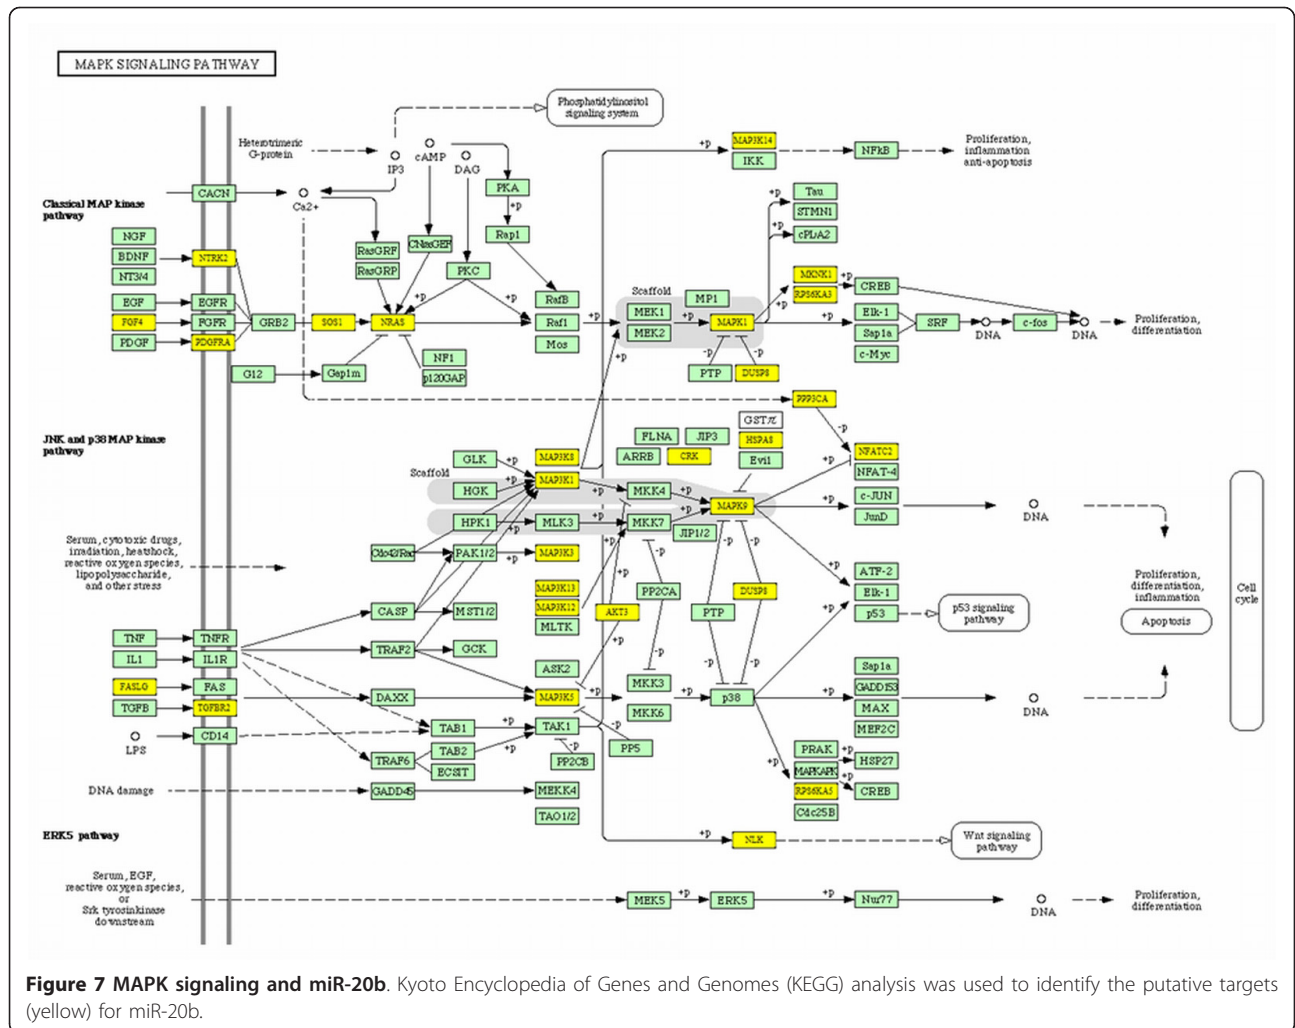 MAPK SIGNALING PATHWAY
Phosphatidylinositol
signaling system
Heterotrimeric
G-protein
IP3
cAMP
DAG
+p
MAP3K14
IKK
NFkB
Proliferation,
inflammation
anti-apoptosis
CACN
Ca2+
PKA
+p
Rap1
Tau
STMN1
cPLA2
+p
+p
Classical MAP kinase
pathway
NGF
BDNF
NT3/4
NTRK2
RasGRF
RasGRP
CNasGEF
PKC
EGF
FGF4
PDGF
EGFR
FGFR
PDGFRA
GRB2
SOS1
NRAS
+p
+p
RafB
Raf1
Mos
+p
Scaffold
MEK1
MEK2
MP1
+p
MAPK1
MKNK1
RPS6KA3
+p
+p
+p
CREB
Elk-1
Sap1a
c-Myc
SRF
DNA
c-fos
DNA
Proliferation,
differentiation
G12
Gap1m
NF1
p120GAP
+p
-p
-p
PTP
DUSP8
PPP3CA
-p
JNK and p38 MAP kinase
pathway
GLK
HGK
HPK1
Scaffold
+p
+p
+p
MAP3K8
MAP3K1
MLK3
+p
+p
FLNA
JIP3
ARRB
CRK
GSTπ
HSPA8
Evi1
MKK4
MKK7
+p
+p
JIP1/2
MAPK9
+p
+p
NFATC2
NFAT-4
c-JUN
JunD
DNA
Serum, cytotoxic drugs,
irradiation, heatshock,
reactive oxygen species,
lipopolysaccharide,
and other stress
Cdc42/Rac
PAK1/2
+p
MAP3K3
MAP3K13
MAP3K12
MLTK
+p
AKT3
+p
-p
PP2CA
-p
-p
PTP
DUSP8
-p
-p
+p
+p
ATF-2
Elk-1
p53
p53 signaling
pathway
Proliferation,
differentiation,
inflammation
Apoptosis
Cell
cycle
CASP
MST1/2
TNF
IL1
TNFR
IL1R
TRAF2
GCK
FASLG
TGFB
FAS
TGFBR2
DAXX
ASK2
MAP3K5
+p
MKK3
MKK6
-p
+p
p38
+p
+p
Sap1a
GADD153
MAX
MEF2C
DNA
LPS
CD14
TAB1
TAB2
ECSIT
TRAF6
+p
+p
TAK1
-p
PP2CB
-p
PP5
PRAK
MAPKAPK
RPS6KA5
Cdc25B
+p
+p
HSP27
CREB
DNA damage
GADD45
MEKK4
TAO1/2
ERK5 pathway
+p
NLK
Wnt signaling
pathway
Serum, EGF,
reactive oxygen species,
or
Srk tyrosinkinase
downstream
MEK5
+p
ERK5
+p
Nur77
DNA
Proliferation,
differentiation
Figure 7 MAPK signaling and miR-20b. Kyoto Encyclopedia of Genes and Genomes (KEGG) analysis was used to identify the putative targets
(yellow) for miR-20b.